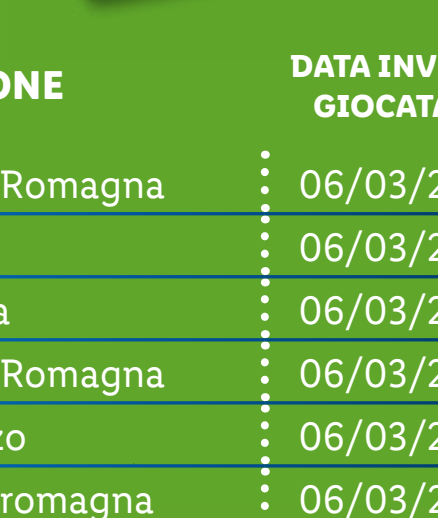 ONE
DATA INV
GIOCATA
Romagna 06/03/2
06/03/2
a 06/03/2
Romagna 06/03/2
zo 06/03/2
romagna 06/03/2